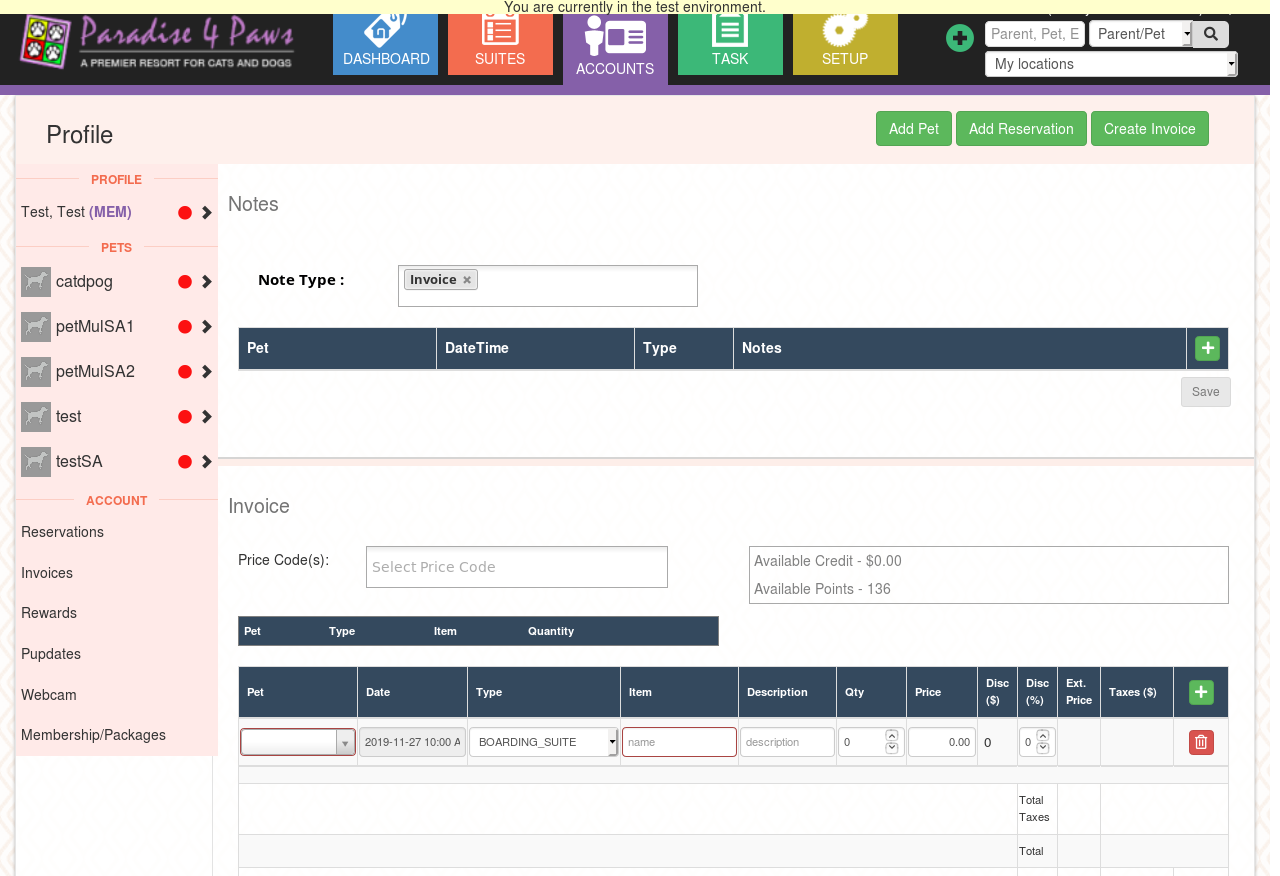 You are currently in the test environment.
Paradise 4 Paws
A PREMIER RESORT FOR CATS AND DOGS
DASHBOARD
SUITES
ACCOUNTS
TASK
SETUP
Parent, Pet, E
Parent/Pet
My locations
Profile
Add Pet
Add Reservation
Create Invoice
PROFILE
Test, Test (MEM)
PETS
catdpog
petMulSA1
petMulSA2
test
testSA
ACCOUNT
Reservations
Invoices
Rewards
Pupdates
Webcam
Membership/Packages
Notes
Note Type :
Invoice ×
Pet DateTime Type Notes
Save
Invoice
Price Code(s):
Select Price Code
Available Credit - $0.00
Available Points - 136
Pet Type Item Quantity
Pet Date Type Item Description Qty Price Disc ($) Disc (%) Ext. Price Taxes ($)
2019-11-27 10:00 A BOARDING_SUITE name description 0 0.00 0 0
Total Taxes
Total